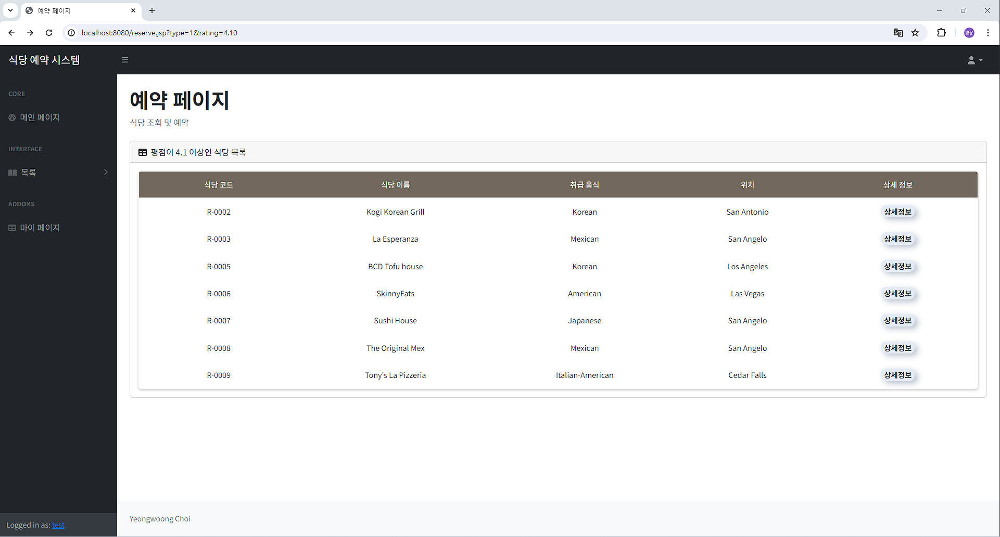 예약 페이지
localhost:8080/reserve.jsp?type=1&rating=4.10
영웅
식당 예약 시스템
CORE
메인 페이지
INTERFACE
목록
ADDONS
마이 페이지
Logged in as: test
예약 페이지
식당 조회 및 예약
평점이 4.1 이상인 식당 목록
식당 코드 식당 이름 취급 음식 위치 상세 정보
R-0002 Kogi Korean Grill Korean San Antonio 상세정보
R-0003 La Esperanza Mexican San Angelo 상세정보
R-0005 BCD Tofu house Korean Los Angeles 상세정보
R-0006 SkinnyFats American Las Vegas 상세정보
R-0007 Sushi House Japanese San Angelo 상세정보
R-0008 The Original Mex Mexican San Angelo 상세정보
R-0009 Tony's La Pizzeria Italian-American Cedar Falls 상세정보
Yeongwoong Choi